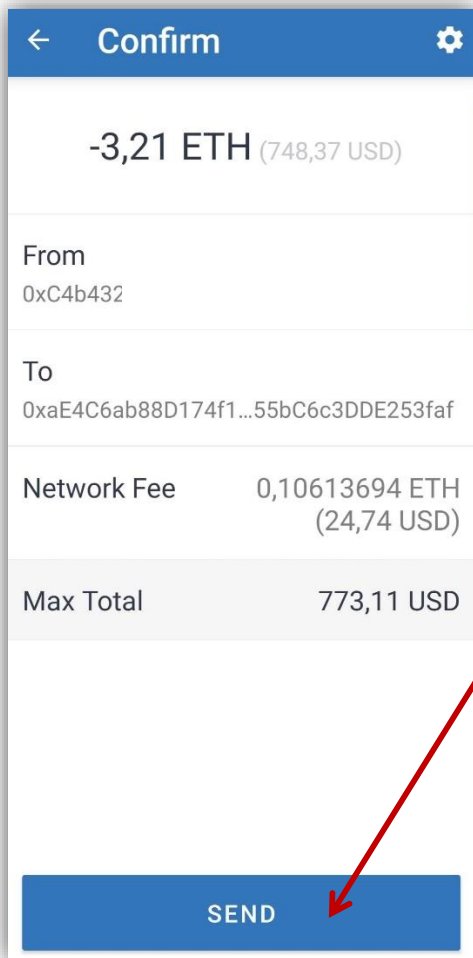 Confirm
-3,21 ETH (748,37 USD)
From
0xC4b432
To
0xaE4C6ab88D174f1...55bC6c3DDE253faf
Network Fee 0,10613694 ETH
(24,74 USD)
Max Total 773,11 USD
SEND